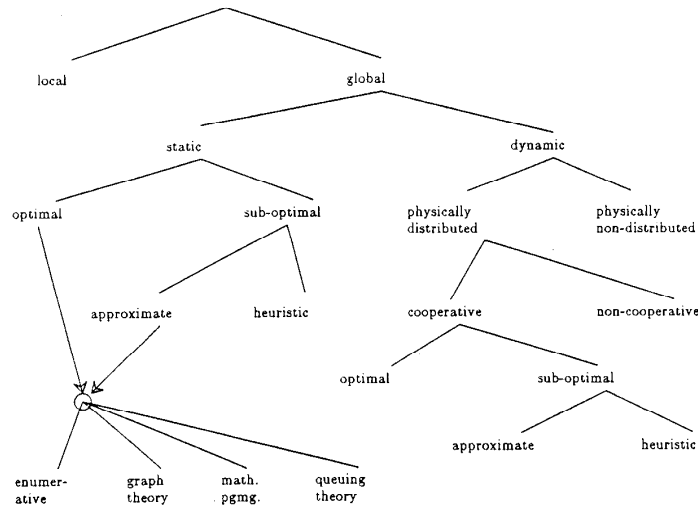 local
global
static
dynamic
optimal
sub-optimal
physically
distributed
physically
non-distributed
approximate
heuristic
cooperative
non-cooperative
optimal
sub-optimal
approximate
heuristic
enumer-
ative
graph
theory
math.
pgmg.
queuing
theory